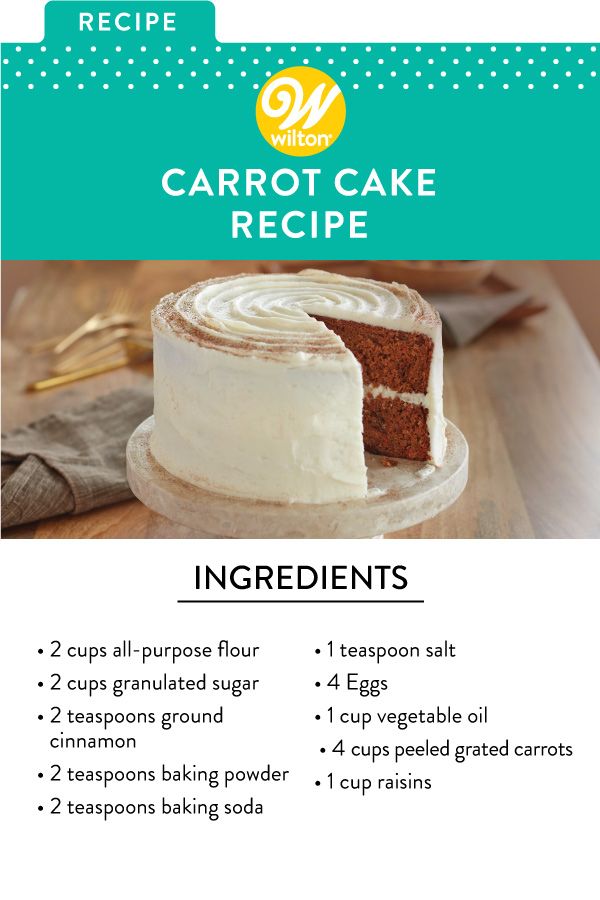 RECIPE
W
wilton®
CARROT CAKE
RECIPE
INGREDIENTS
• 2 cups all-purpose flour
• 2 cups granulated sugar
• 2 teaspoons ground
cinnamon
• 2 teaspoons baking powder
• 2 teaspoons baking soda
• 1 teaspoon salt
• 4 Eggs
• 1 cup vegetable oil
• 4 cups peeled grated carrots
• 1 cup raisins